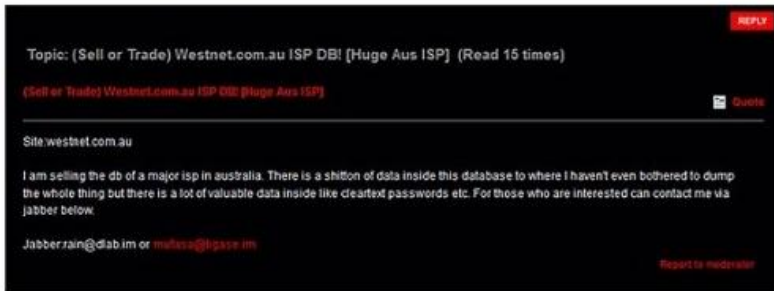 REPLY
Topic: (Sell or Trade) Westnet.com.au ISP DB! [Huge Aus ISP] (Read 15 times)
(Sell or Trade) Westnet.com.au ISP DB! [Huge Aus ISP]
Quote
Site:westnet.com.au
I am selling the db of a major isp in australia. There is a shitton of data inside this database to where I haven't even bothered to dump
the whole thing but there is a lot of valuable data inside like cleartext passwords etc. For those who are interested can contact me via
jabber below.
Jabber:rain@dlab.im or
Report to moderator